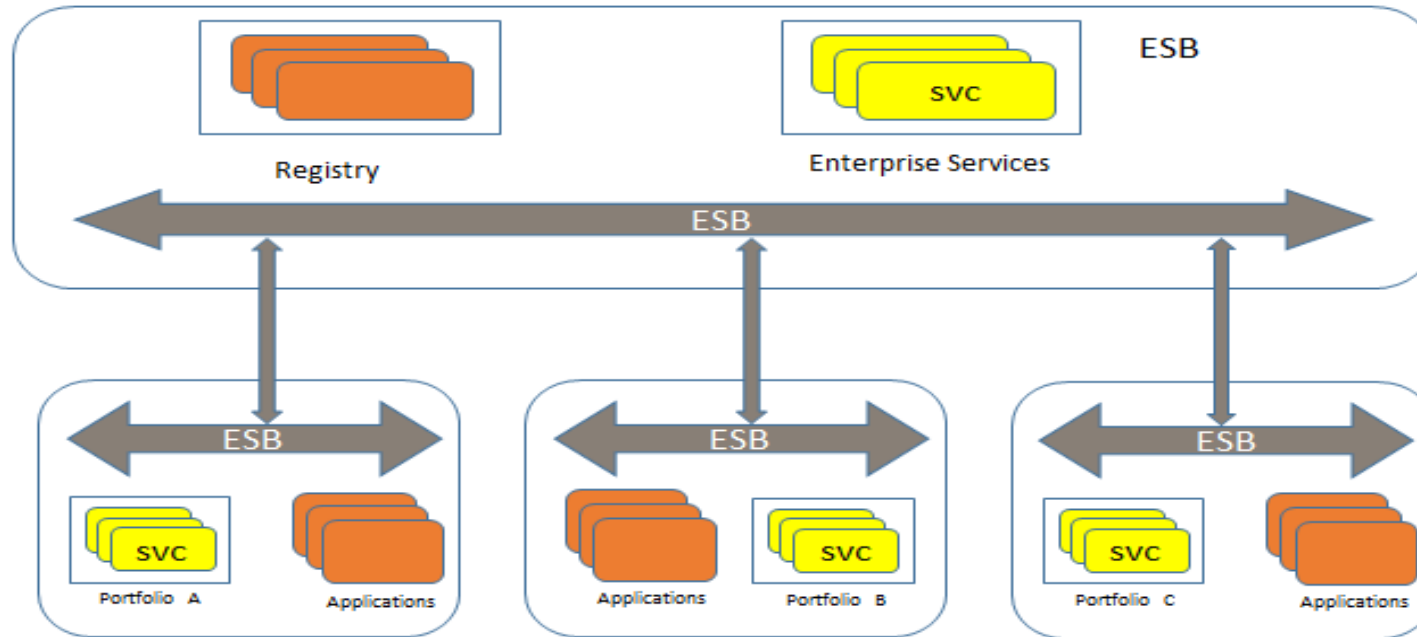 ESB
svc
Registry
Enterprise Services
ESB
ESB
ESB
ESB
svc
svc
svc
Portfolio A
Applications
Applications
Portfolio B
Portfolio C
Applications